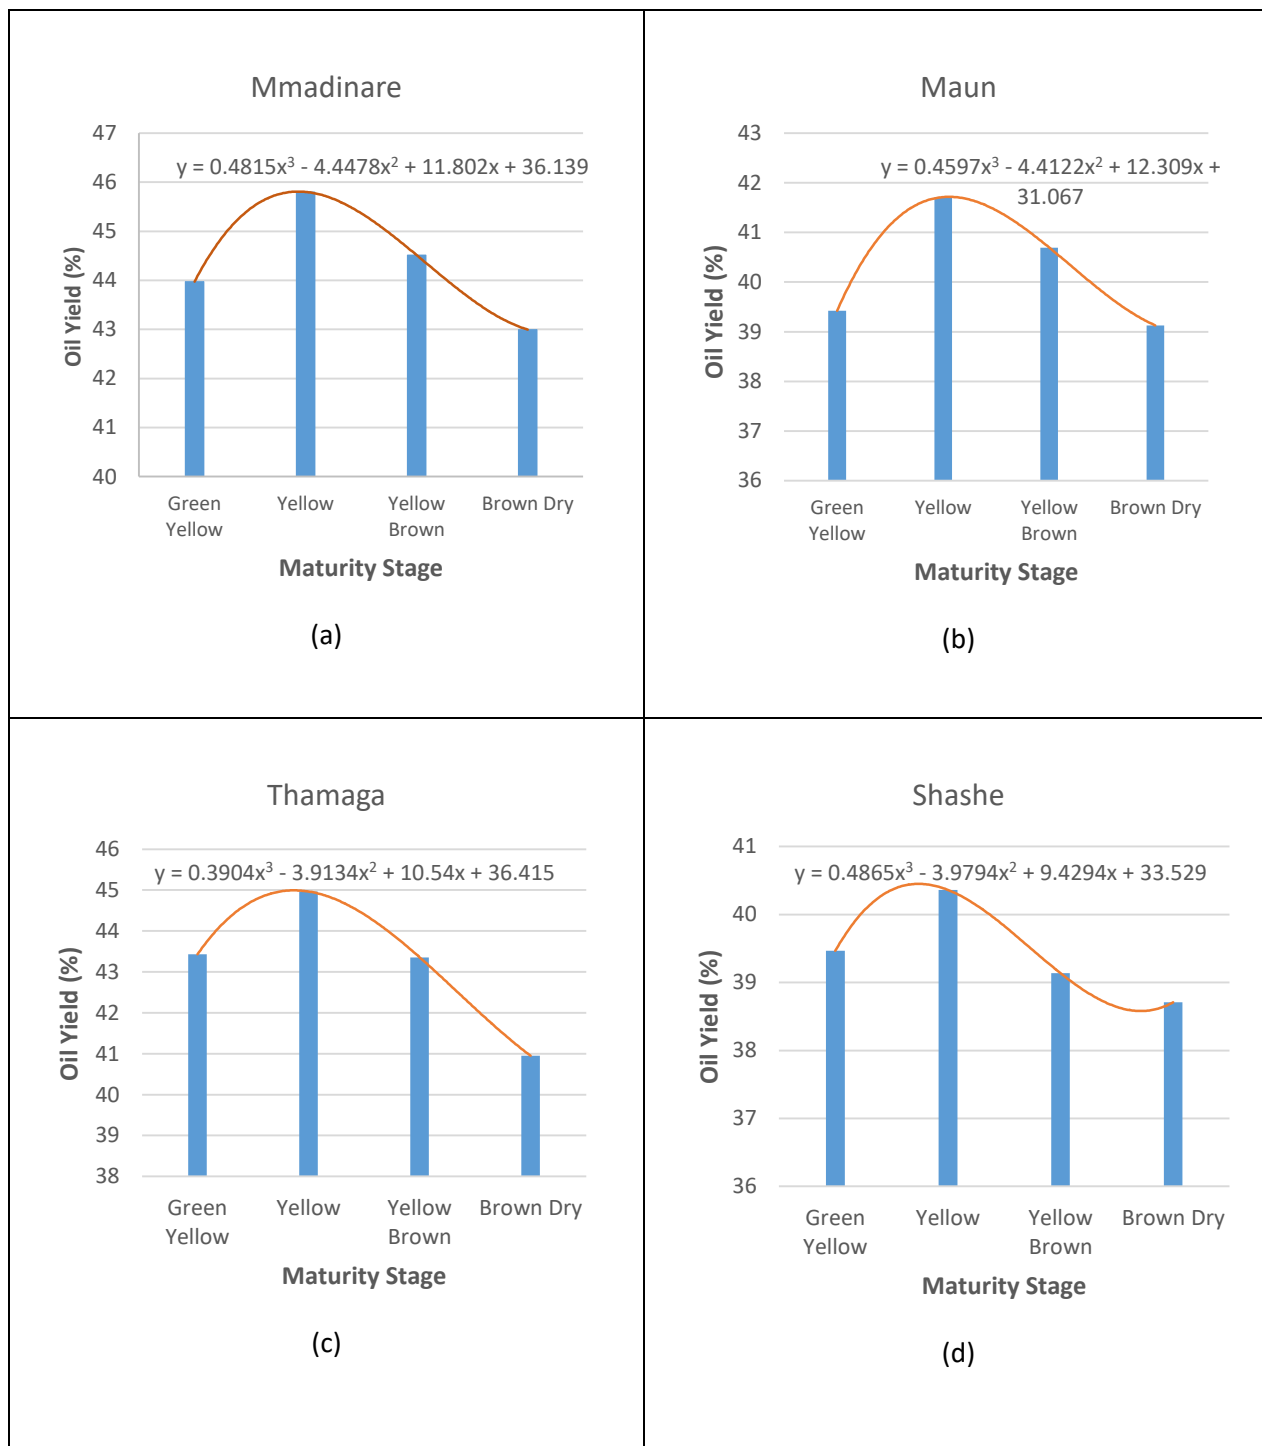 Mmadinare
47
46
45
44
43
42
41
40
y = 0.4815x³ - 4.4478x² + 11.802x + 36.139
Oil Yield (%)
Green
Yellow
Yellow
Yellow
Brown
Brown Dry
Maturity Stage
(a)
Maun
43
42
41
40
39
38
37
36
y = 0.4597x³ - 4.4122x² + 12.309x +
31.067
Oil Yield (%)
Green
Yellow
Yellow
Yellow
Brown
Brown Dry
Maturity Stage
(b)
Thamaga
46
45
44
43
42
41
40
39
38
y = 0.3904x³ - 3.9134x² + 10.54x + 36.415
Oil Yield (%)
Green
Yellow
Yellow
Yellow
Brown
Brown Dry
Maturity Stage
(c)
Shashe
41
40
39
38
37
36
y = 0.4865x³ - 3.9794x² + 9.4294x + 33.529
Oil Yield (%)
Green
Yellow
Yellow
Yellow
Brown
Brown Dry
Maturity Stage
(d)